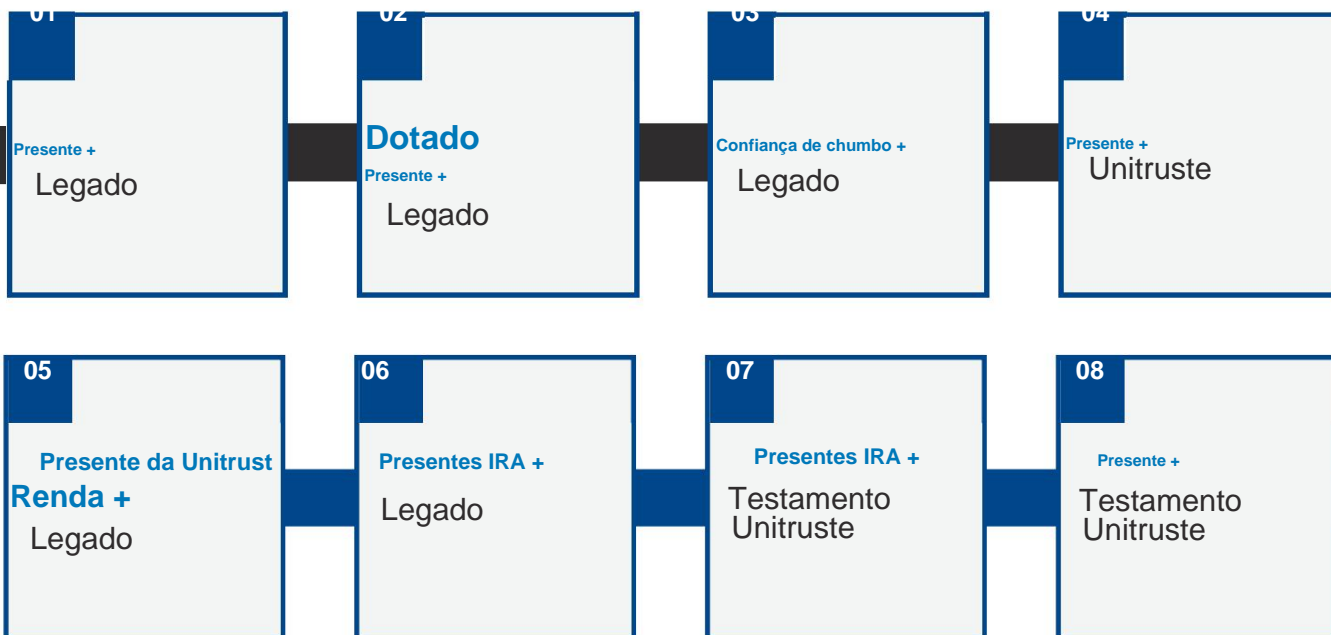 01
Presente +
Legado
02
Dotado
Presente +
Legado
03
Confiança de chumbo +
Legado
04
Presente +
Unitruste
05
Presente da Unitrust
Renda +
Legado
06
Presentes IRA +
Legado
07
Presentes IRA +
Testamento
Unitruste
08
Presente +
Testamento
Unitruste